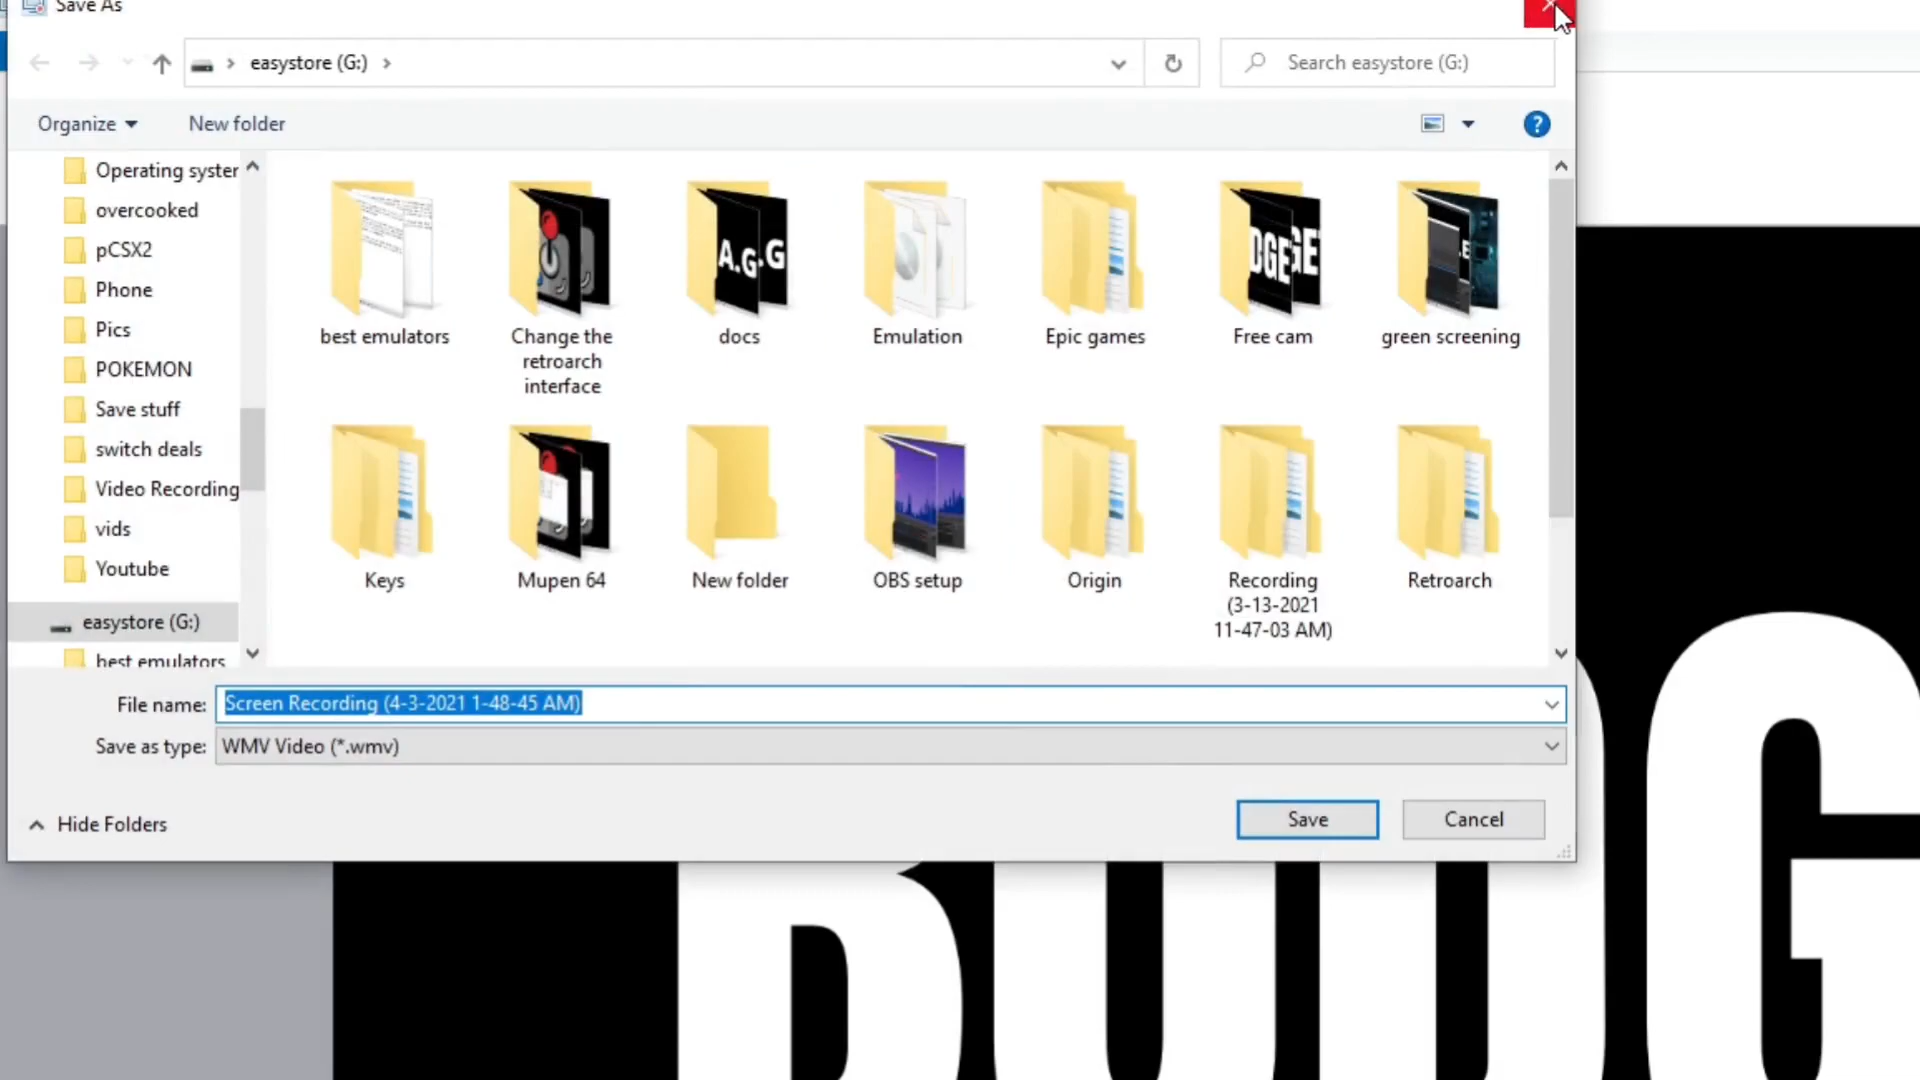 Save As
easystore (G:)
Search easystore (G:)
Organize
New folder
Operating syster
overcooked
pCSX2
Phone
Pics
POKEMON
Save stuff
switch deals
Video Recording
vids
Youtube
easystore (G:)
best emulators
A.G.G
DGE GET
best emulators
Change the
retroarch
interface
docs
Emulation
Epic games
Free cam
green screening
Keys
Mupen 64
New folder
OBS setup
Origin
Recording
(3-13-2021
11-47-03 AM)
Retroarch
File name: Screen Recording (4-3-2021 1-48-45 AM)
Save as type: WMV Video (*.wmv)
Hide Folders
Save
Cancel
BUDG